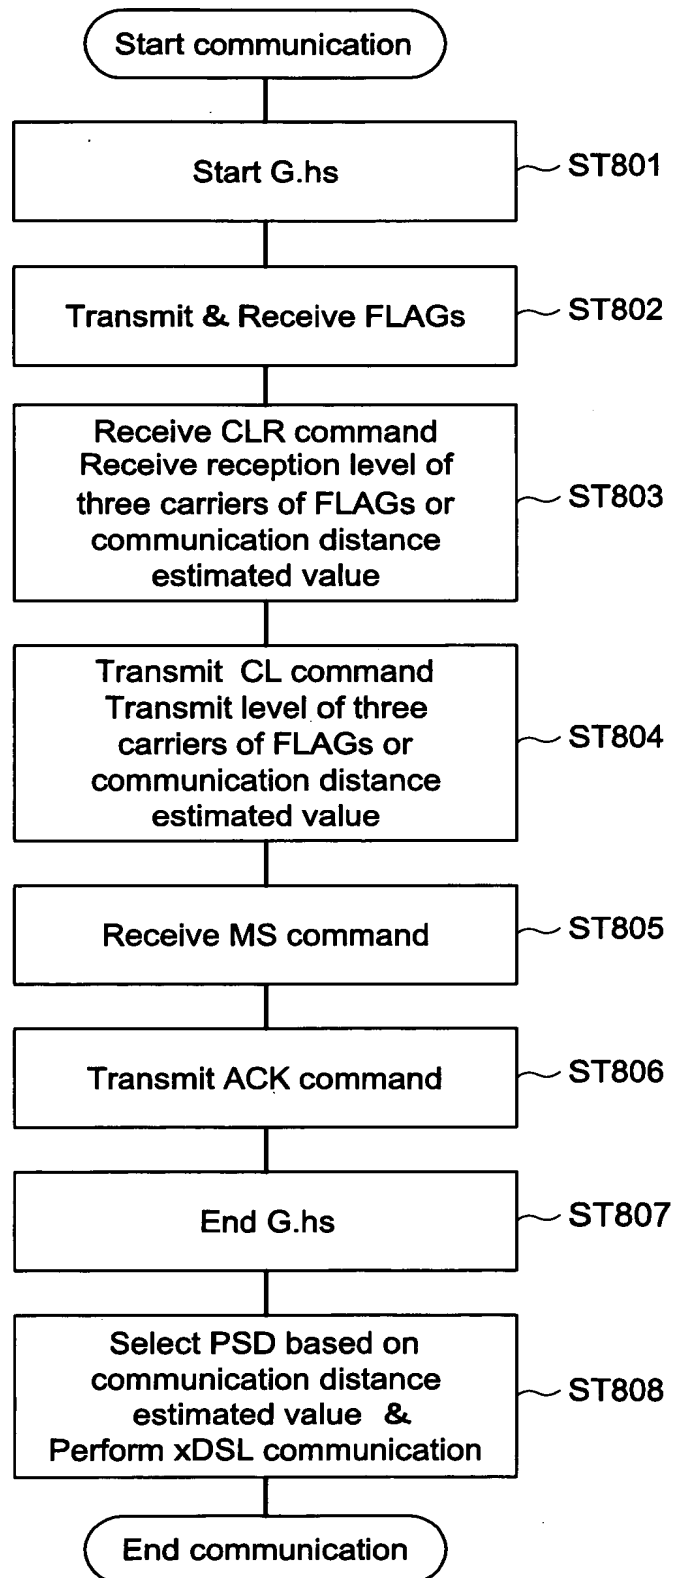 Start communication
Start G.hs
ST801
Transmit & Receive FLAGs
ST802
Receive CLR command
Receive reception level of
three carriers of FLAGs or
communication distance
estimated value
ST803
Transmit CL command
Transmit level of three
carriers of FLAGs or
communication distance
estimated value
ST804
Receive MS command
ST805
Transmit ACK command
ST806
End G.hs
ST807
Select PSD based on
communication distance
estimated value &
Perform xDSL communication
ST808
End communication